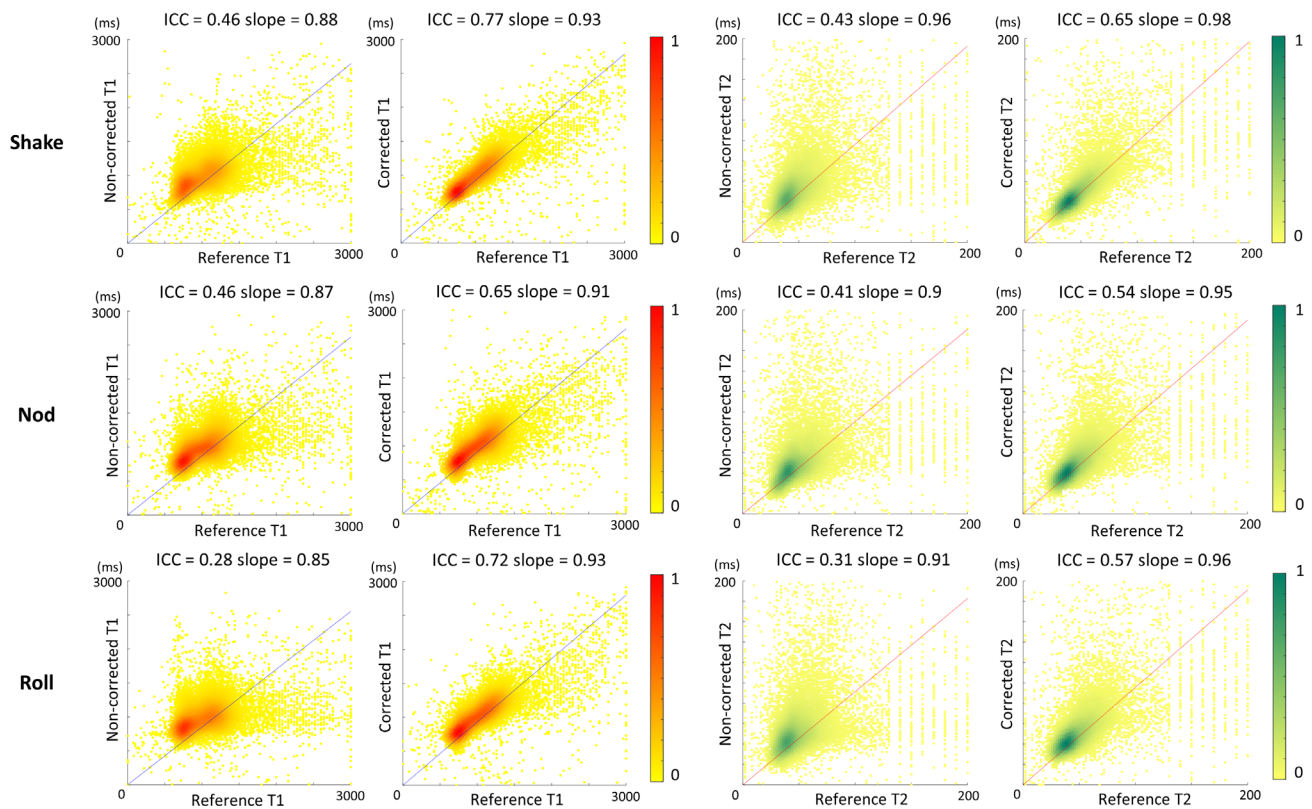 ICC = 0.46 slope = 0.88
ICC = 0.77 slope = 0.93
ICC = 0.43 slope = 0.96
ICC = 0.65 slope = 0.98
(ms)
(ms)
(ms)
(ms)
3000
3000
200
200
1
1
Shake
Non-corrected T1
Corrected T1
Non-corrected T2
Corrected T2
0
0
0
Reference T1
3000
0
Reference T1
3000
0
Reference T2
200
0
Reference T2
200
ICC = 0.46 slope = 0.87
ICC = 0.65 slope = 0.91
ICC = 0.41 slope = 0.9
ICC = 0.54 slope = 0.95
(ms)
(ms)
(ms)
(ms)
3000
3000
200
200
1
1
Nod
Non-corrected T1
Corrected T1
Non-corrected T2
Corrected T2
0
0
0
Reference T1
3000
0
Reference T1
3000
0
Reference T2
200
0
Reference T2
200
ICC = 0.28 slope = 0.85
ICC = 0.72 slope = 0.93
ICC = 0.31 slope = 0.91
ICC = 0.57 slope = 0.96
(ms)
(ms)
(ms)
(ms)
3000
3000
200
200
1
1
Roll
Non-corrected T1
Corrected T1
Non-corrected T2
Corrected T2
0
0
0
Reference T1
3000
0
Reference T1
3000
0
Reference T2
200
0
Reference T2
200